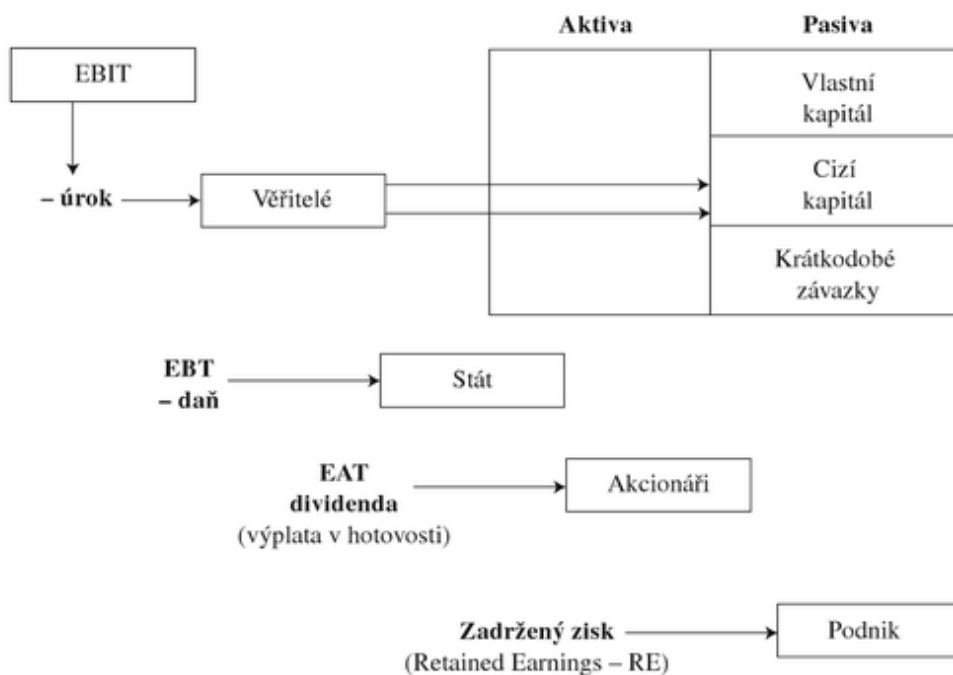 Aktiva
Pasiva
EBIT
Vlastní
kapitál
– úrok
Věřitelé
Cizí
kapitál
Krátkodobé
závazky
EBT
– daň
Stát
EAT
dividenda
(výplata v hotovosti)
Akcionáři
Zadržený zisk
(Retained Earnings – RE)
Podnik